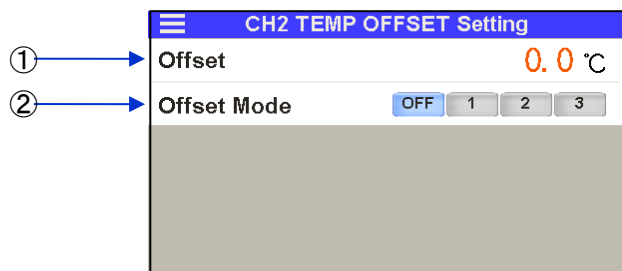 CH2 TEMP OFFSET Setting
① Offset 0.0 ℃
② Offset Mode OFF 1 2 3